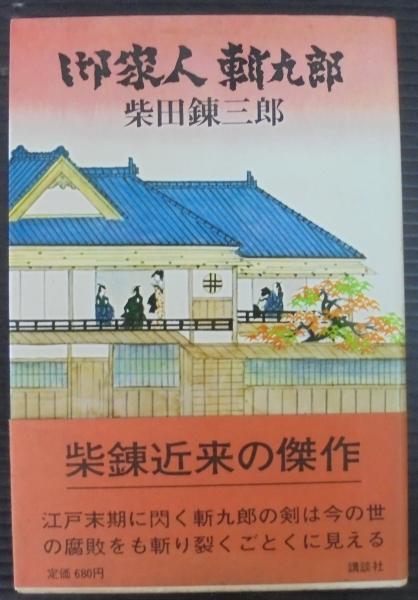 御家人斬九郎
柴田錬三郎
柴錬近来の傑作
江戸末期に閃く斬九郎の剣は今の世
の腐敗をも斬り裂くごとくに見える
定価680円
講談社